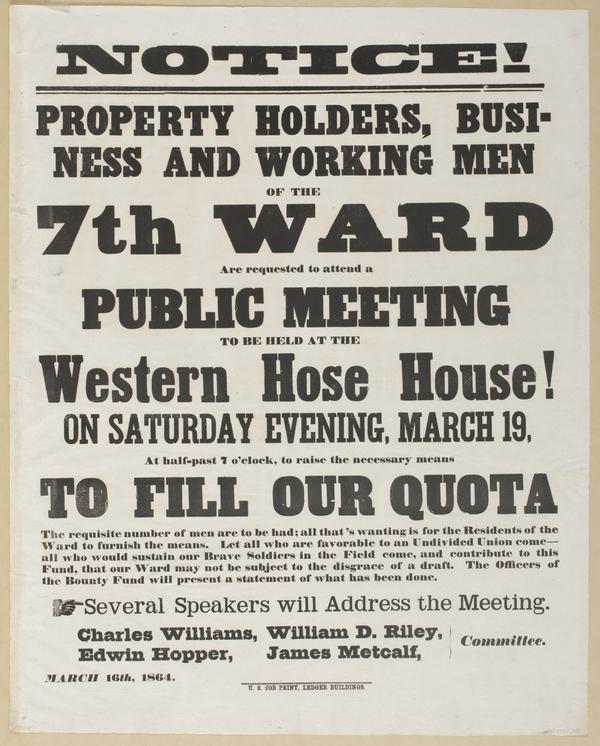 NOTICE!
PROPERTY HOLDERS, BUSI-
NESS AND WORKING MEN
OF THE
7th WARD
Are requested to attend a
PUBLIC MEETING
TO BE HELD AT THE
Western Hose House!
ON SATURDAY EVENING, MARCH 19,
At half-past 7 o'clock, to raise the necessary means
TO FILL OUR QUOTA
The requisite number of men are to be had; all that's wanting is for the Residents of the
Ward to furnish the means. Let all who are favorable to an Undivided Union come—
all who would sustain our Brave Soldiers in the Field come, and contribute to this
Fund, that our Ward may not be subject to the disgrace of a draft. The Officers of
the Bounty Fund will present a statement of what has been done.
☞Several Speakers will Address the Meeting.
Charles Williams, William D. Riley,
Edwin Hopper, James Metcalf, } Committee.
MARCH 16th, 1864.
U. S. JOB PRINT, LEDGER BUILDINGS.